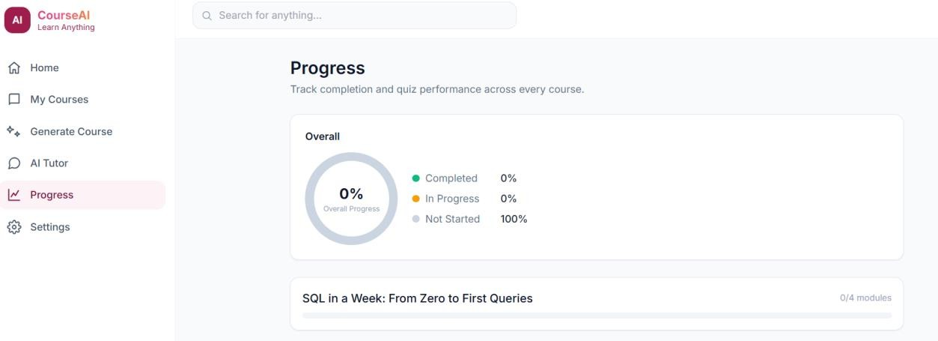 AI
CourseAI
Learn Anything
Search for anything...
Home
My Courses
Generate Course
AI Tutor
Progress
Settings
Progress
Track completion and quiz performance across every course.
Overall
0%
Overall Progress
Completed 0%
In Progress 0%
Not Started 100%
SQL in a Week: From Zero to First Queries 0/4 modules